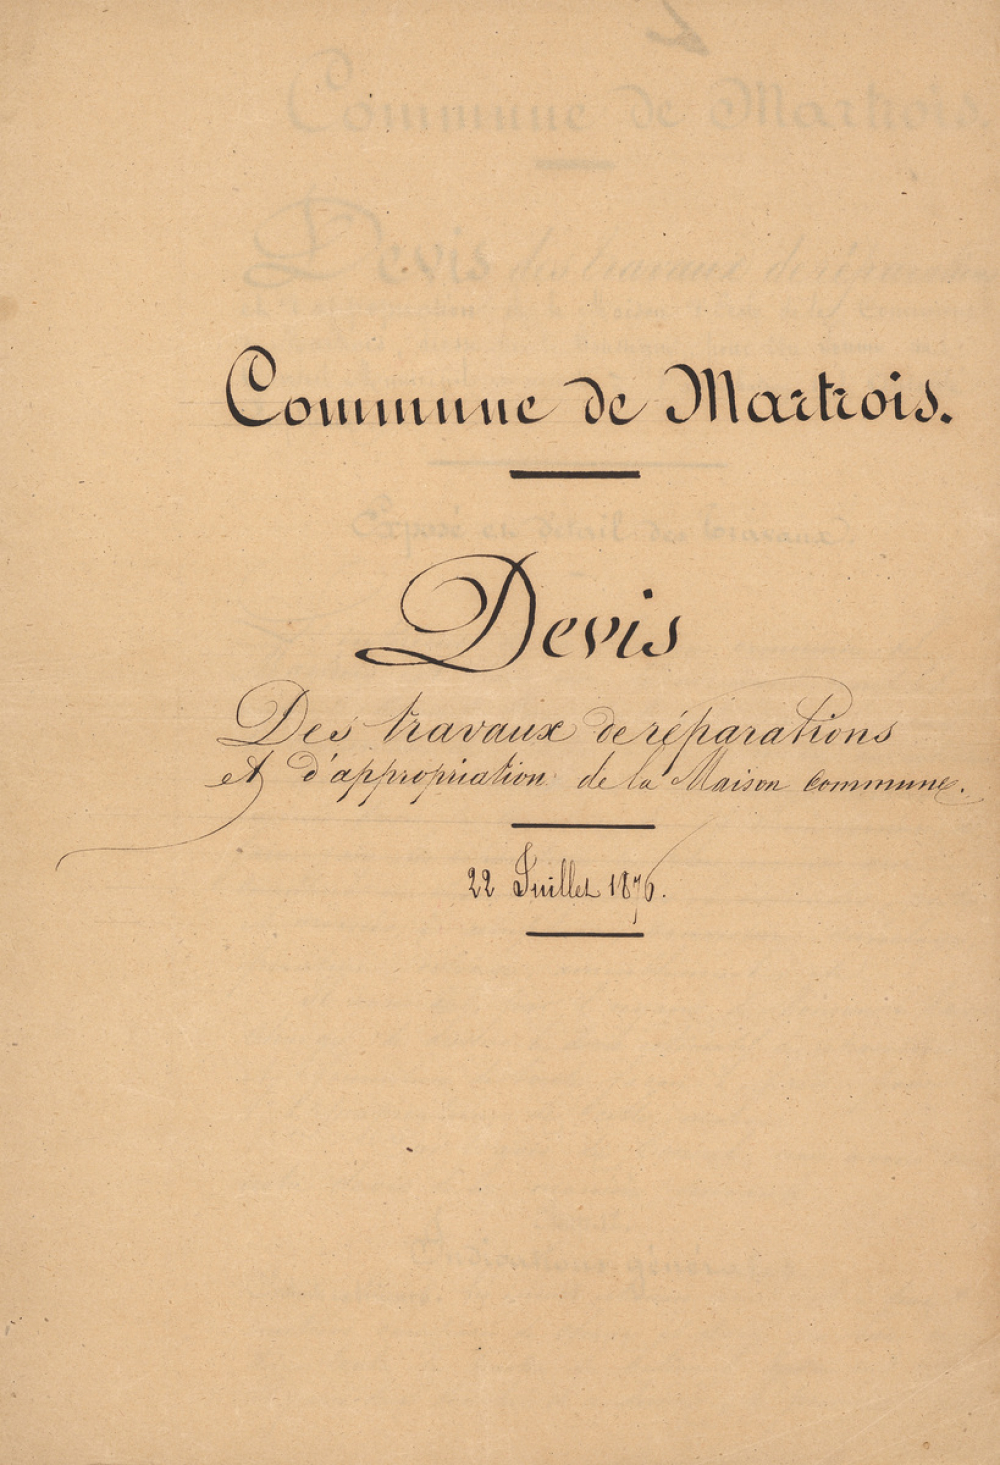 Commune de Martrois.
Devis
Des travaux de réparations
et d'appropriation de la Maison commune.
22 Juillet 1876.